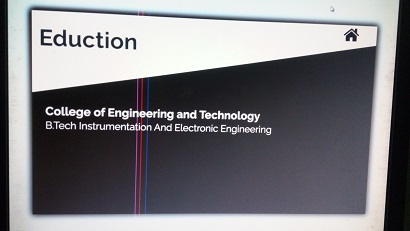 Eduction
College of Engineering and Technology
B.Tech Instrumentation And Electronic Engineering